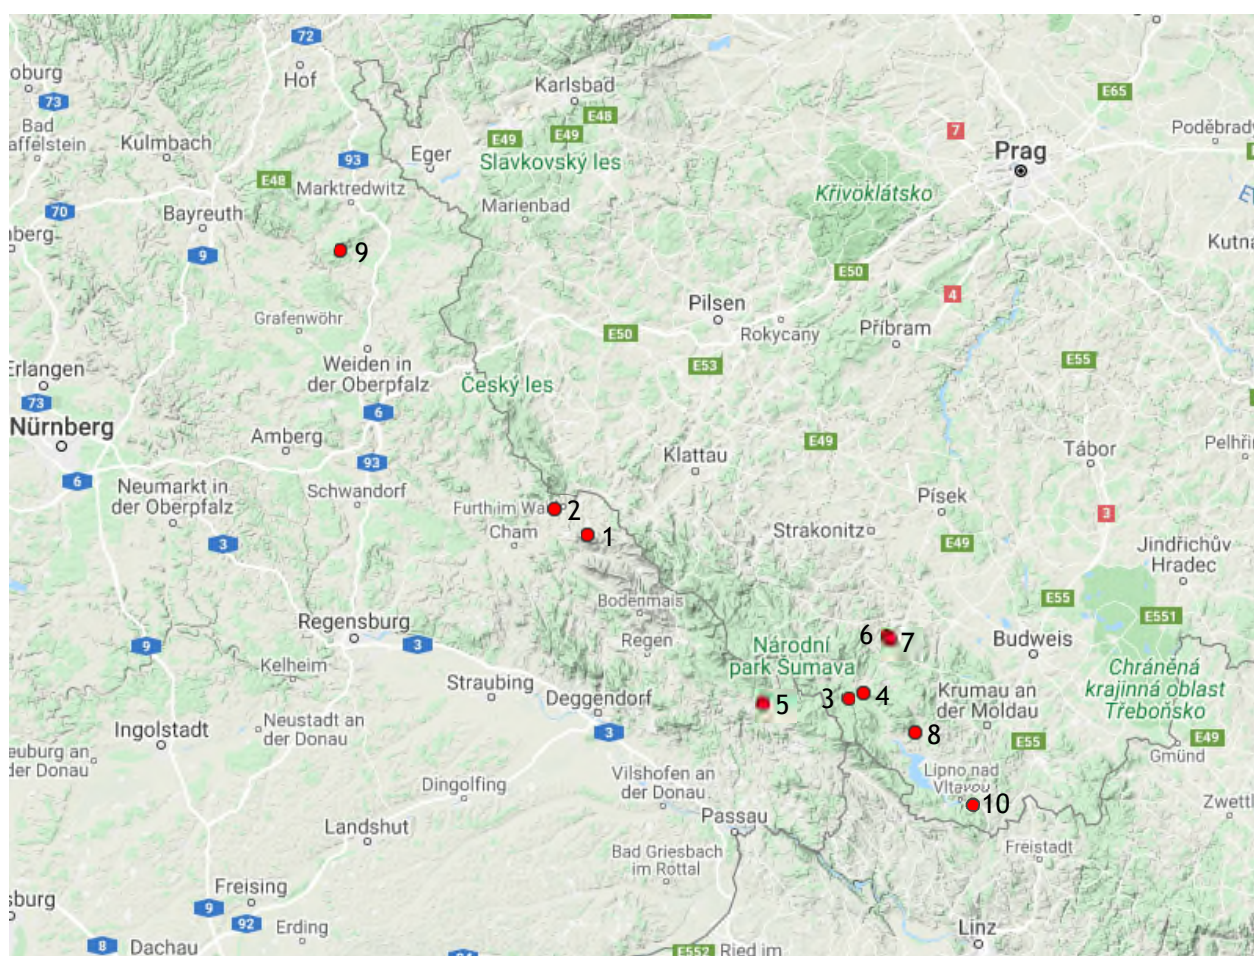 72
Hof
Karlsbad
oburg
73
E65
E48
Bad
affelstein
Kulmbach
E49
E49
7
Poděbrady
Prag
93
Eger
Slavkovský les
E48
Marktredwitz
Křivoklátsko
70
Bayreuth
Marienbad
nberg
9
9
Kutna
E50
4
Pilsen
Grafenwöhr
Rokycany
Příbram
E50
Weiden in
der Oberpfalz
E53
E55
Erlangen
Český les
73
6
Nürnberg
Amberg
E49
Klattau
Tábor
Pelhři
93
6
Neumarkt in
der Oberpfalz
Schwandorf
Furth im Wa
2
Písek
3
Cham
1
Strakonitz
E49
3
Jindřichův
Hradec
Bodenmais
E55
E551
Regensburg
Regen
Národní
park Šumava
6
7
Budweis
9
3
Kelheim
Chráněná
krajinná oblast
Třeboňsko
Straubing
Deggendorf
5
3
4
Krumau an
der Moldau
Neustadt an
der Donau
Ingolstadt
3
8
E55
E49
Gmünd
euburg an
der Donau
Dingolfing
Vilshofen an
der Donau
Lipno nad
Vltavou
10
Zwettl
Passau
Landshut
Bad Griesbach
im Rottal
Freistadt
Freising
sburg
9
92
Erding
Linz
8
Dachau
E552
Ried im